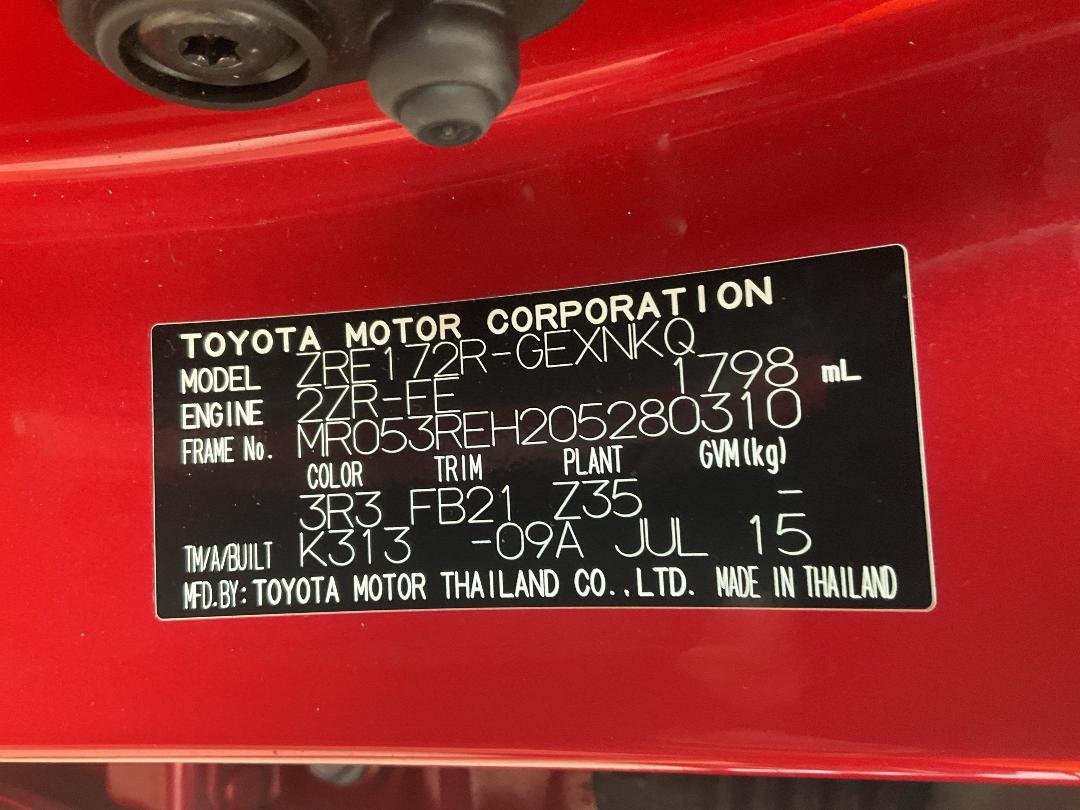 TOYOTA MOTOR CORPORATION
MODEL ZRE172R-GEXNKQ
ENGINE 2ZR-FE 1798 mL
FRAME No. MR053REH205280310
COLOR TRIM PLANT GVM(kg)
3R3 FB21 Z35 -
TM/A/BUILT K313 -09A JUL 15
MFD.BY: TOYOTA MOTOR THAILAND CO.,LTD. MADE IN THAILAND